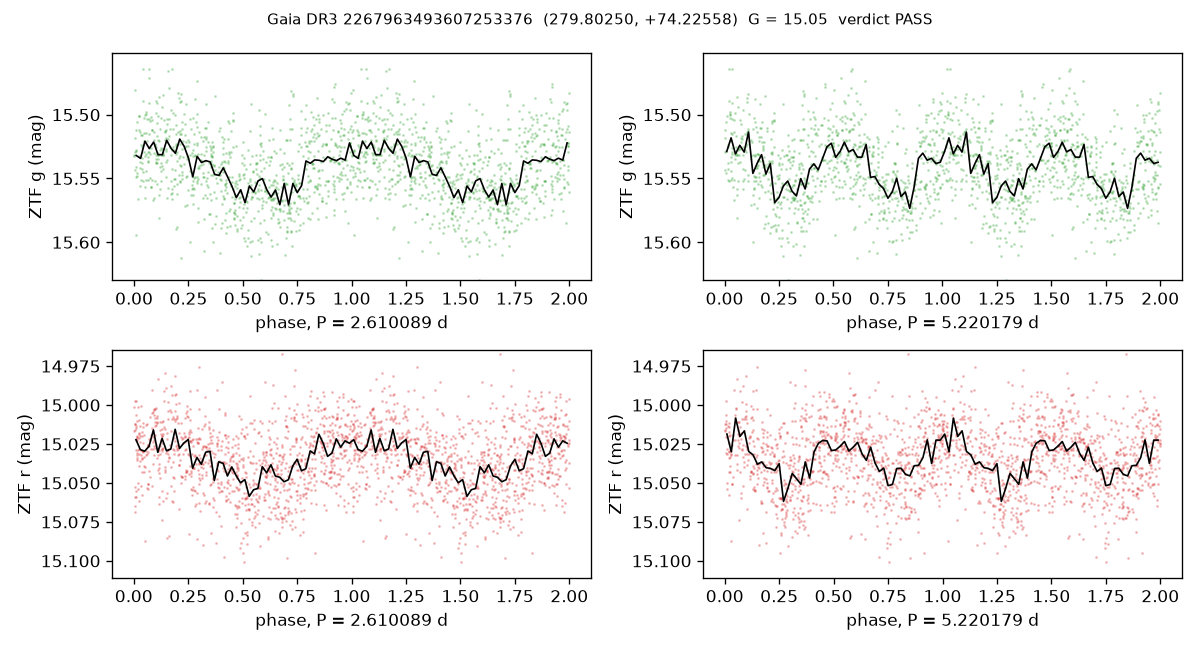 Gaia DR3 2267963493607253376  (279.80250, +74.22558)  G = 15.05  verdict PASS
ZTF g (mag)
15.50
15.55
15.60
0.00 0.25 0.50 0.75 1.00 1.25 1.50 1.75 2.00
phase, P = 2.610089 d
ZTF g (mag)
15.50
15.55
15.60
0.00 0.25 0.50 0.75 1.00 1.25 1.50 1.75 2.00
phase, P = 5.220179 d
ZTF r (mag)
14.975
15.000
15.025
15.050
15.075
15.100
0.00 0.25 0.50 0.75 1.00 1.25 1.50 1.75 2.00
phase, P = 2.610089 d
ZTF r (mag)
14.975
15.000
15.025
15.050
15.075
15.100
0.00 0.25 0.50 0.75 1.00 1.25 1.50 1.75 2.00
phase, P = 5.220179 d